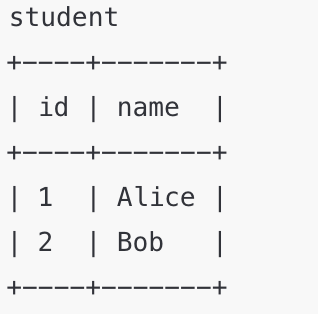 student
+----+-------+
| id | name  |
+----+-------+
| 1  | Alice |
| 2  | Bob   |
+----+-------+